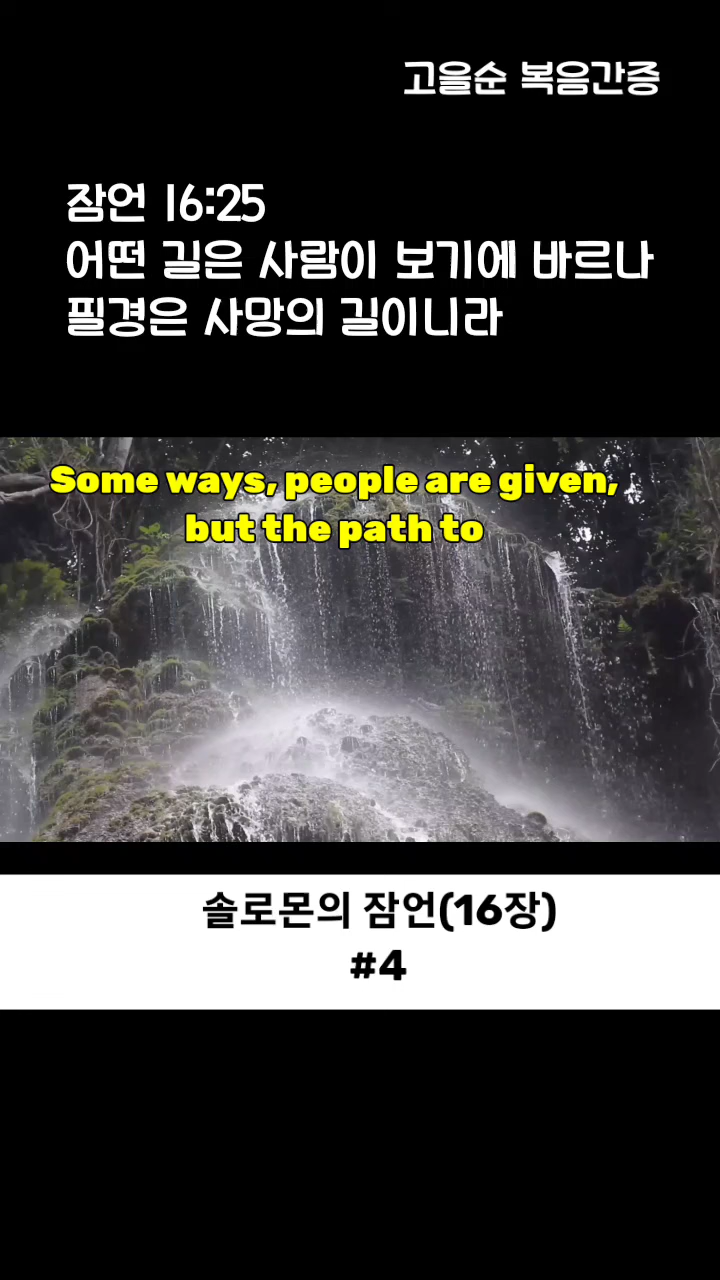 고을순 복음간증
잠언 16:25
어떤 길은 사람이 보기에 바르나
필경은 사망의 길이니라
Some ways, people are given,
but the path to
솔로몬의 잠언(16장)
#4